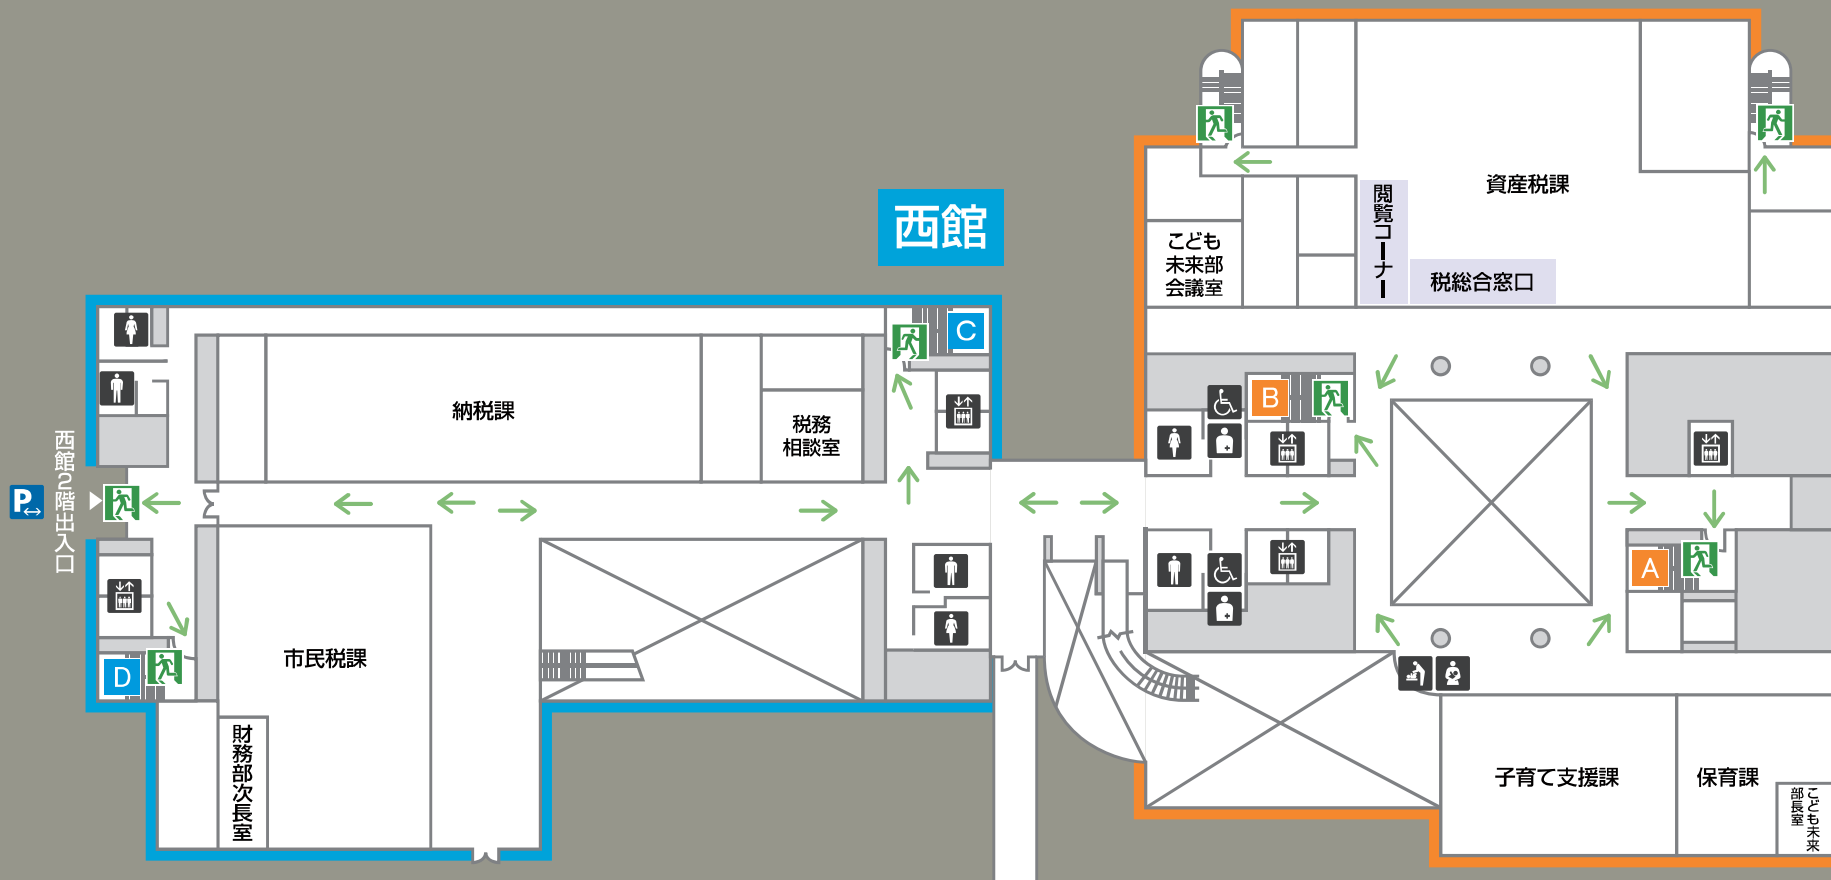 西館
資産税課
閲覧コーナー
税総合窓口
こども
未来部
会議室
C
納税課
税務
相談室
B
P
西館2階出入口
A
D
市民税課
財務部次長室
子育て支援課
保育課
こども未来
部長室